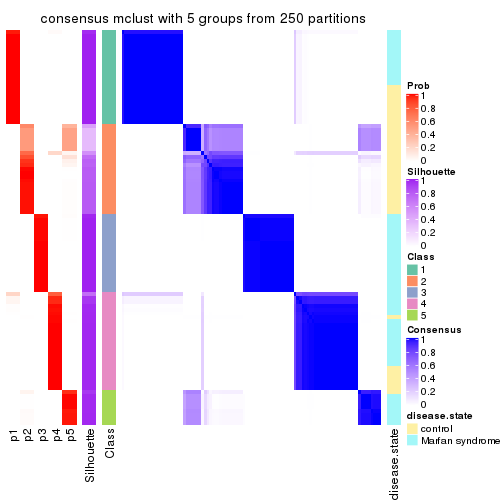 consensus mclust with 5 groups from 250 partitions
Prob
1
0.8
0.6
0.4
0.2
0
Silhouette
1
0.8
0.6
0.4
0.2
0
Class
1
2
3
4
5
Consensus
1
0.8
0.6
0.4
0.2
0
disease.state
control
Marfan syndrome
p1
p2
p3
p4
p5
Silhouette
Class
disease.state